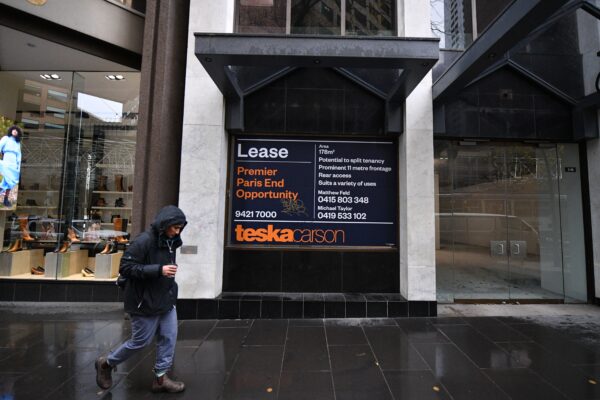 Lease
Premier
Paris End
Opportunity
9421 7000
Area
178m²
Potential to split tenancy
Prominent 11 metre frontage
Rear access
Suits a variety of uses
Matthew Feld
0415 803 348
Michael Taylor
0419 533 102
teskacarson